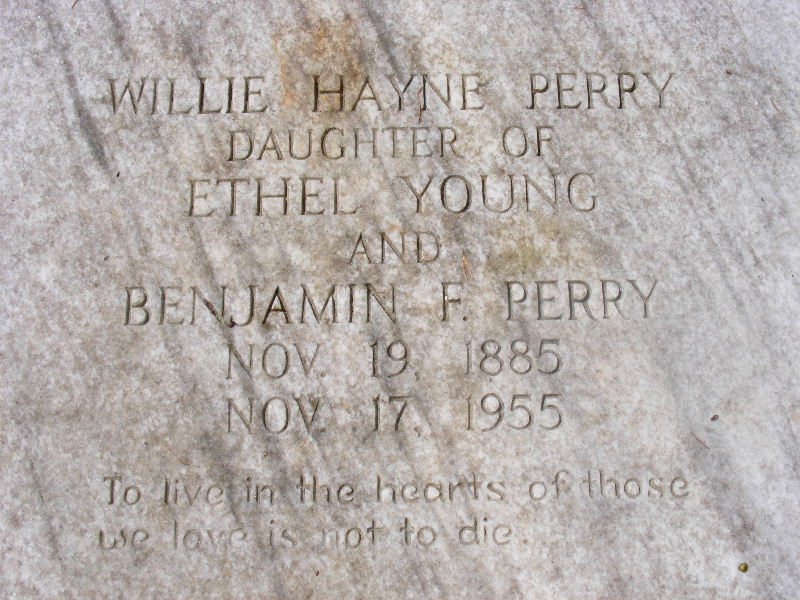 WILLIE HAYNE PERRY
DAUGHTER OF
ETHEL YOUNG
AND
BENJAMIN F. PERRY
NOV. 19, 1885
NOV. 17, 1955
To live in the hearts of those
we love is not to die.